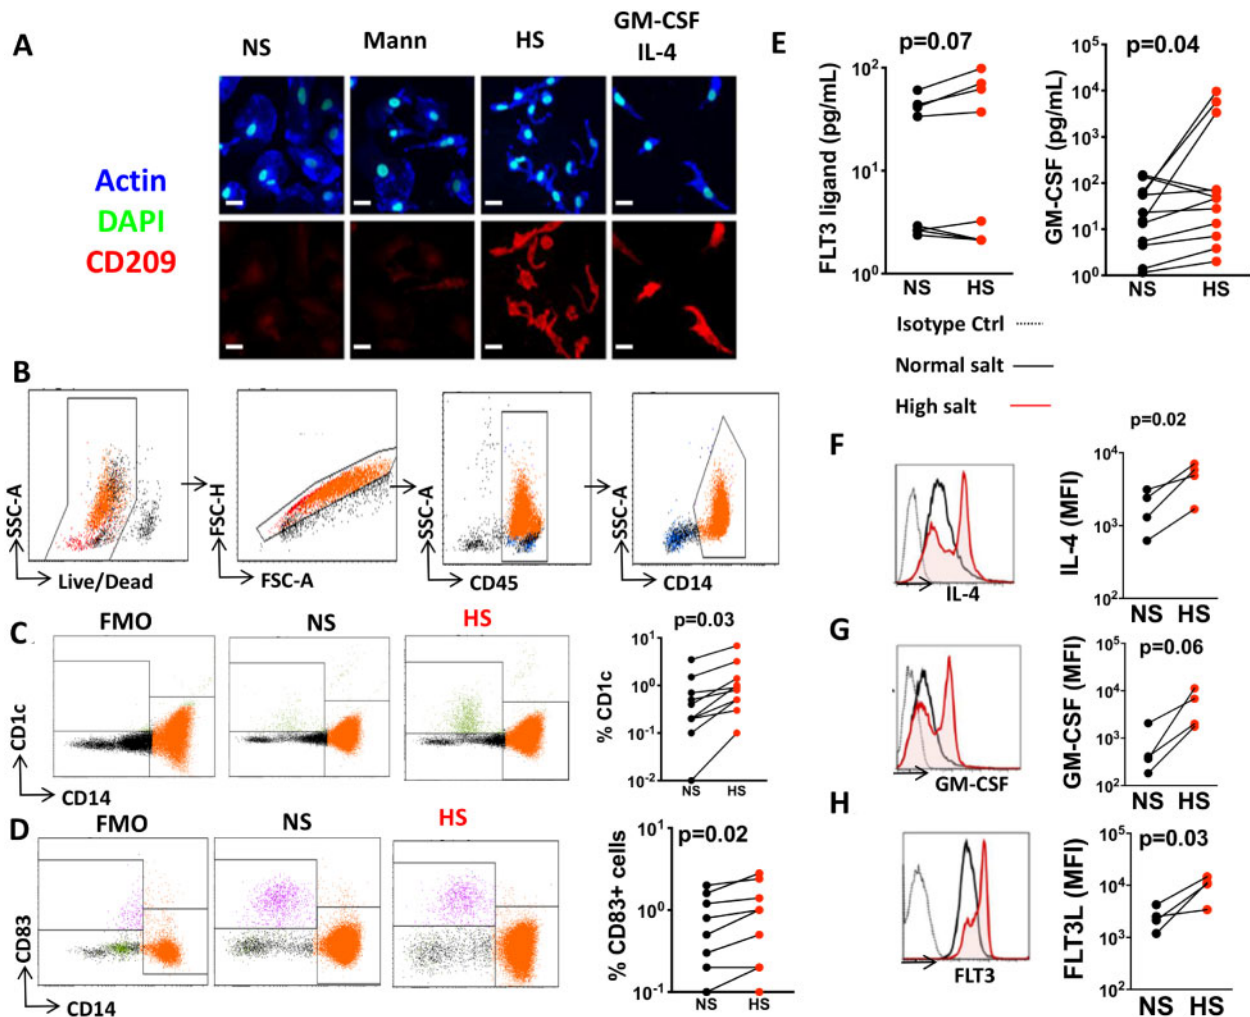 A
NS
Mann
HS
GM-CSF
IL-4
Actin
DAPI
CD209
E
p=0.07
FLT3 ligand (pg/mL)
10²
10¹
10⁰
NS
HS
p=0.04
GM-CSF (pg/mL)
10⁵
10⁴
10³
10²
10¹
10⁰
NS
HS
Isotype Ctrl
Normal salt
High salt
B
SSC-A
Live/Dead
FSC-H
FSC-A
SSC-A
CD45
SSC-A
CD14
C
FMO
NS
HS
CD1c
CD14
p=0.03
% CD1c
10¹
10⁰
10⁻¹
10⁻²
NS
HS
D
FMO
NS
HS
CD83
CD14
p=0.02
% CD83+ cells
10¹
10⁰
10⁻¹
NS
HS
F
IL-4
p=0.02
IL-4 (MFI)
10⁴
10³
10²
NS
HS
G
GM-CSF
p=0.06
GM-CSF (MFI)
10⁵
10⁴
10³
10²
NS
HS
H
FLT3
p=0.03
FLT3L (MFI)
10⁵
10⁴
10³
10²
NS
HS